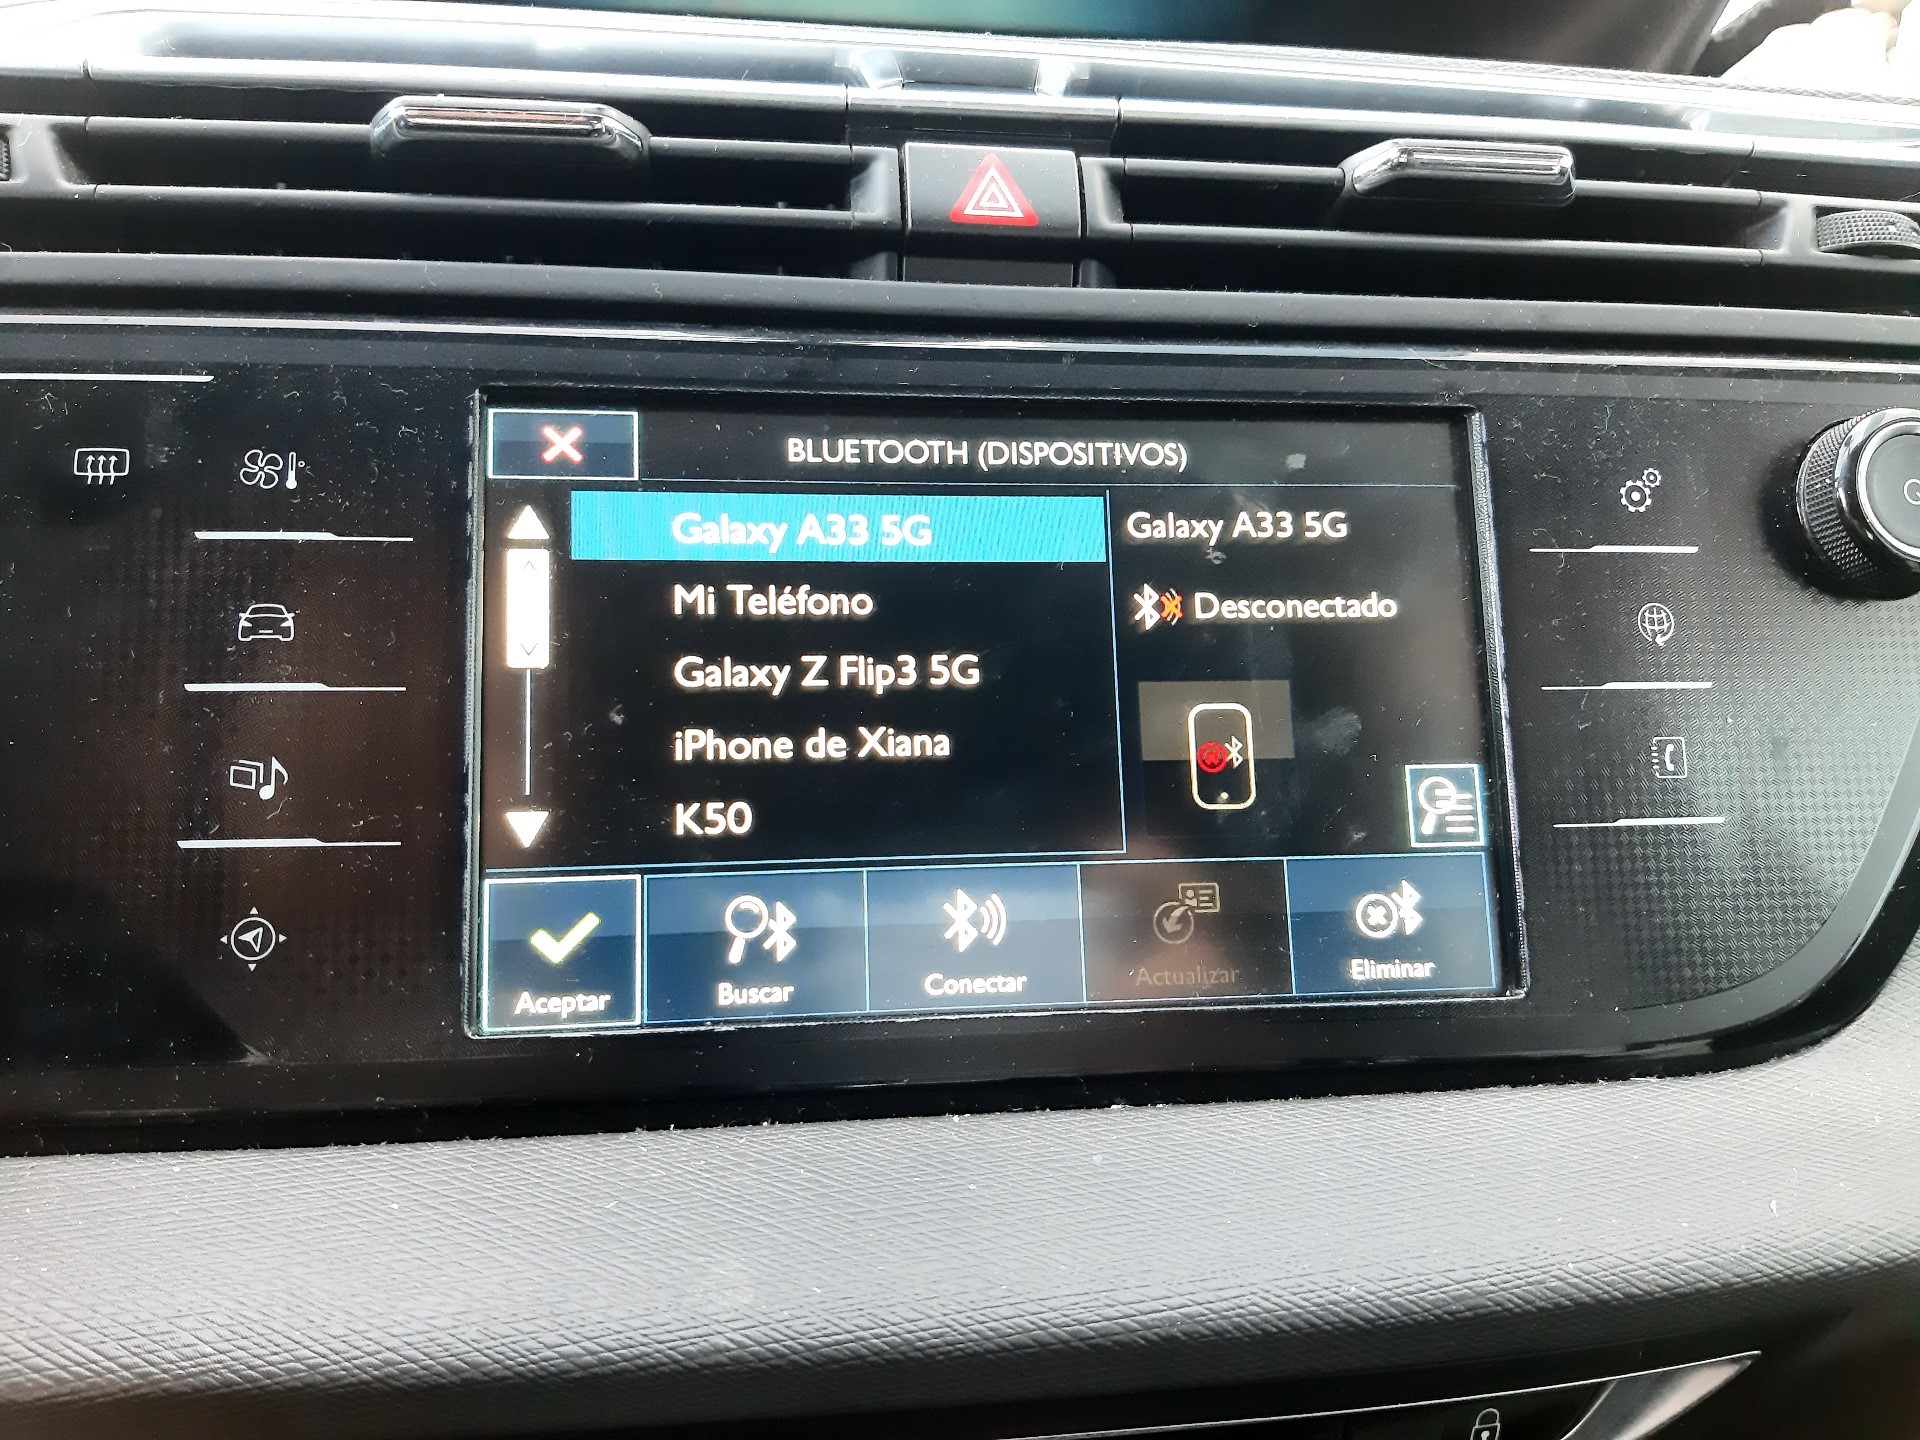 BLUETOOTH (DISPOSITIVOS)
Galaxy A33 5G
Mi Teléfono
Galaxy Z Flip3 5G
iPhone de Xiana
K50
Galaxy A33 5G
Desconectado
Aceptar
Buscar
Conectar
Actualizar
Eliminar